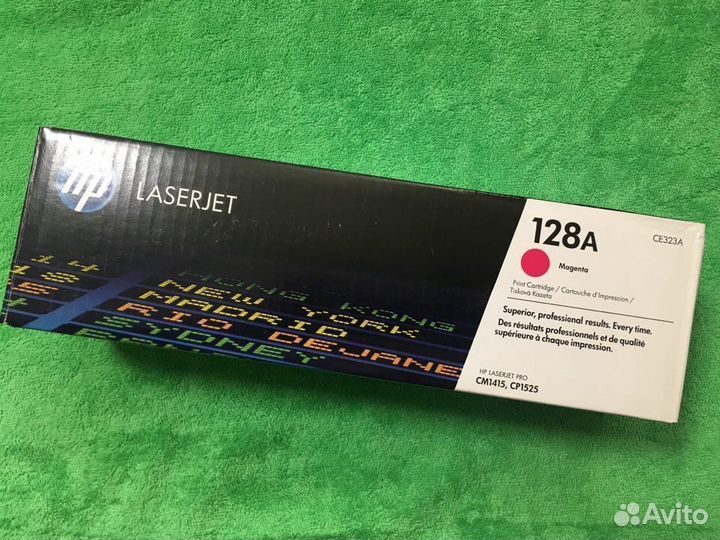 hp
LASERJET
128A
CE323A
Magenta
Print Cartridge / Cartouche d'Impression /
Tisková Kazeta
Superior, professional results. Every time.
Des résultats professionnels et de qualité
supérieure à chaque impression.
HP LASERJET PRO
CM1415, CP1525
14 HONG KONG
NEW YORK
MADRID
RIO DEJANE
SYDNEY
Avito